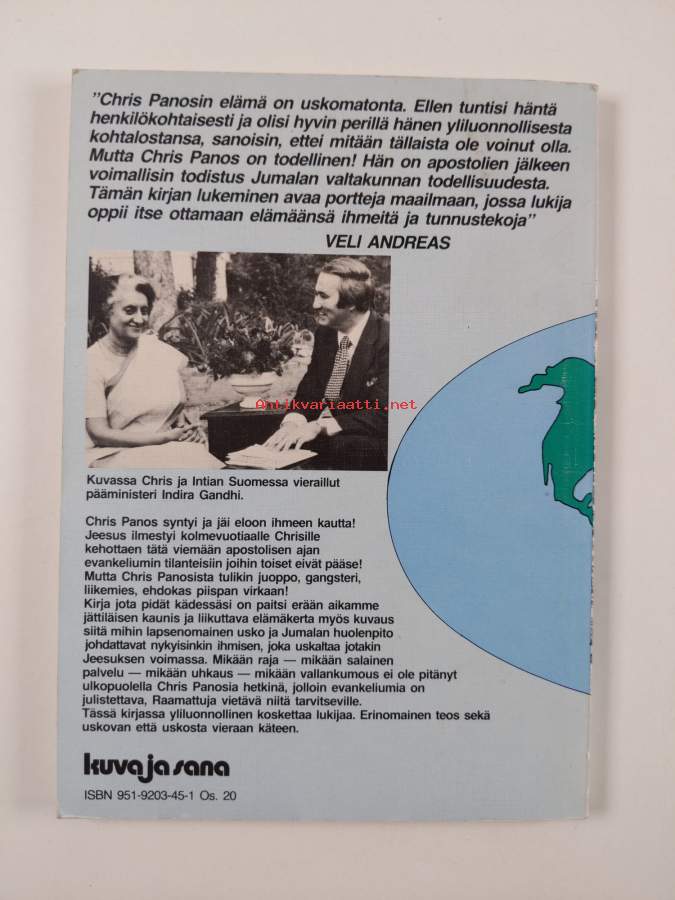 "Chris Panosin elämä on uskomatonta. Ellen tuntisi häntä
henkilökohtaisesti ja olisi hyvin perillä hänen yliluonnollisesta
kohtalostansa, sanoisin, ettei mitään tällaista ole voinut olla.
Mutta Chris Panos on todellinen! Hän on apostolien jälkeen
voimallisin todistus Jumalan valtakunnan todellisuudesta.
Tämän kirjan lukeminen avaa portteja maailmaan, jossa lukija
oppii itse ottamaan elämäänsä ihmeitä ja tunnustekoja"
VELI ANDREAS
Antikvariaatti.net
Kuvassa Chris ja Intian Suomessa vieraillut
pääministeri Indira Gandhi.
Chris Panos syntyi ja jäi eloon ihmeen kautta!
Jeesus ilmestyi kolmevuotiaalle Chrisille
kehottaen tätä viemään apostolisen ajan
evankeliumin tilanteisiin joihin toiset eivät pääse!
Mutta Chris Panosista tulikin juoppo, gangsteri,
liikemies, ehdokas piispan virkaan!
Kirja jota pidät kädessäsi on paitsi erään aikamme
jättiläisen kaunis ja liikuttava elämäkerta myös kuvaus
siitä mihin lapsenomainen usko ja Jumalan huolenpito
johdattavat nykyisinkin ihmisen, joka uskaltaa jotakin
Jeesuksen voimassa. Mikään raja — mikään salainen
palvelu — mikään uhkaus — mikään vallankumous ei ole pitänyt
ulkopuolella Chris Panosia hetkinä, jolloin evankeliumia on
julistettava, Raamattuja vietävä niitä tarvitseville.
Tässä kirjassa yliluonnollinen koskettaa lukijaa. Erinomainen teos sekä
uskovan että uskosta vieraan käteen.
kuva ja sana
ISBN 951-9203-45-1 Os. 20